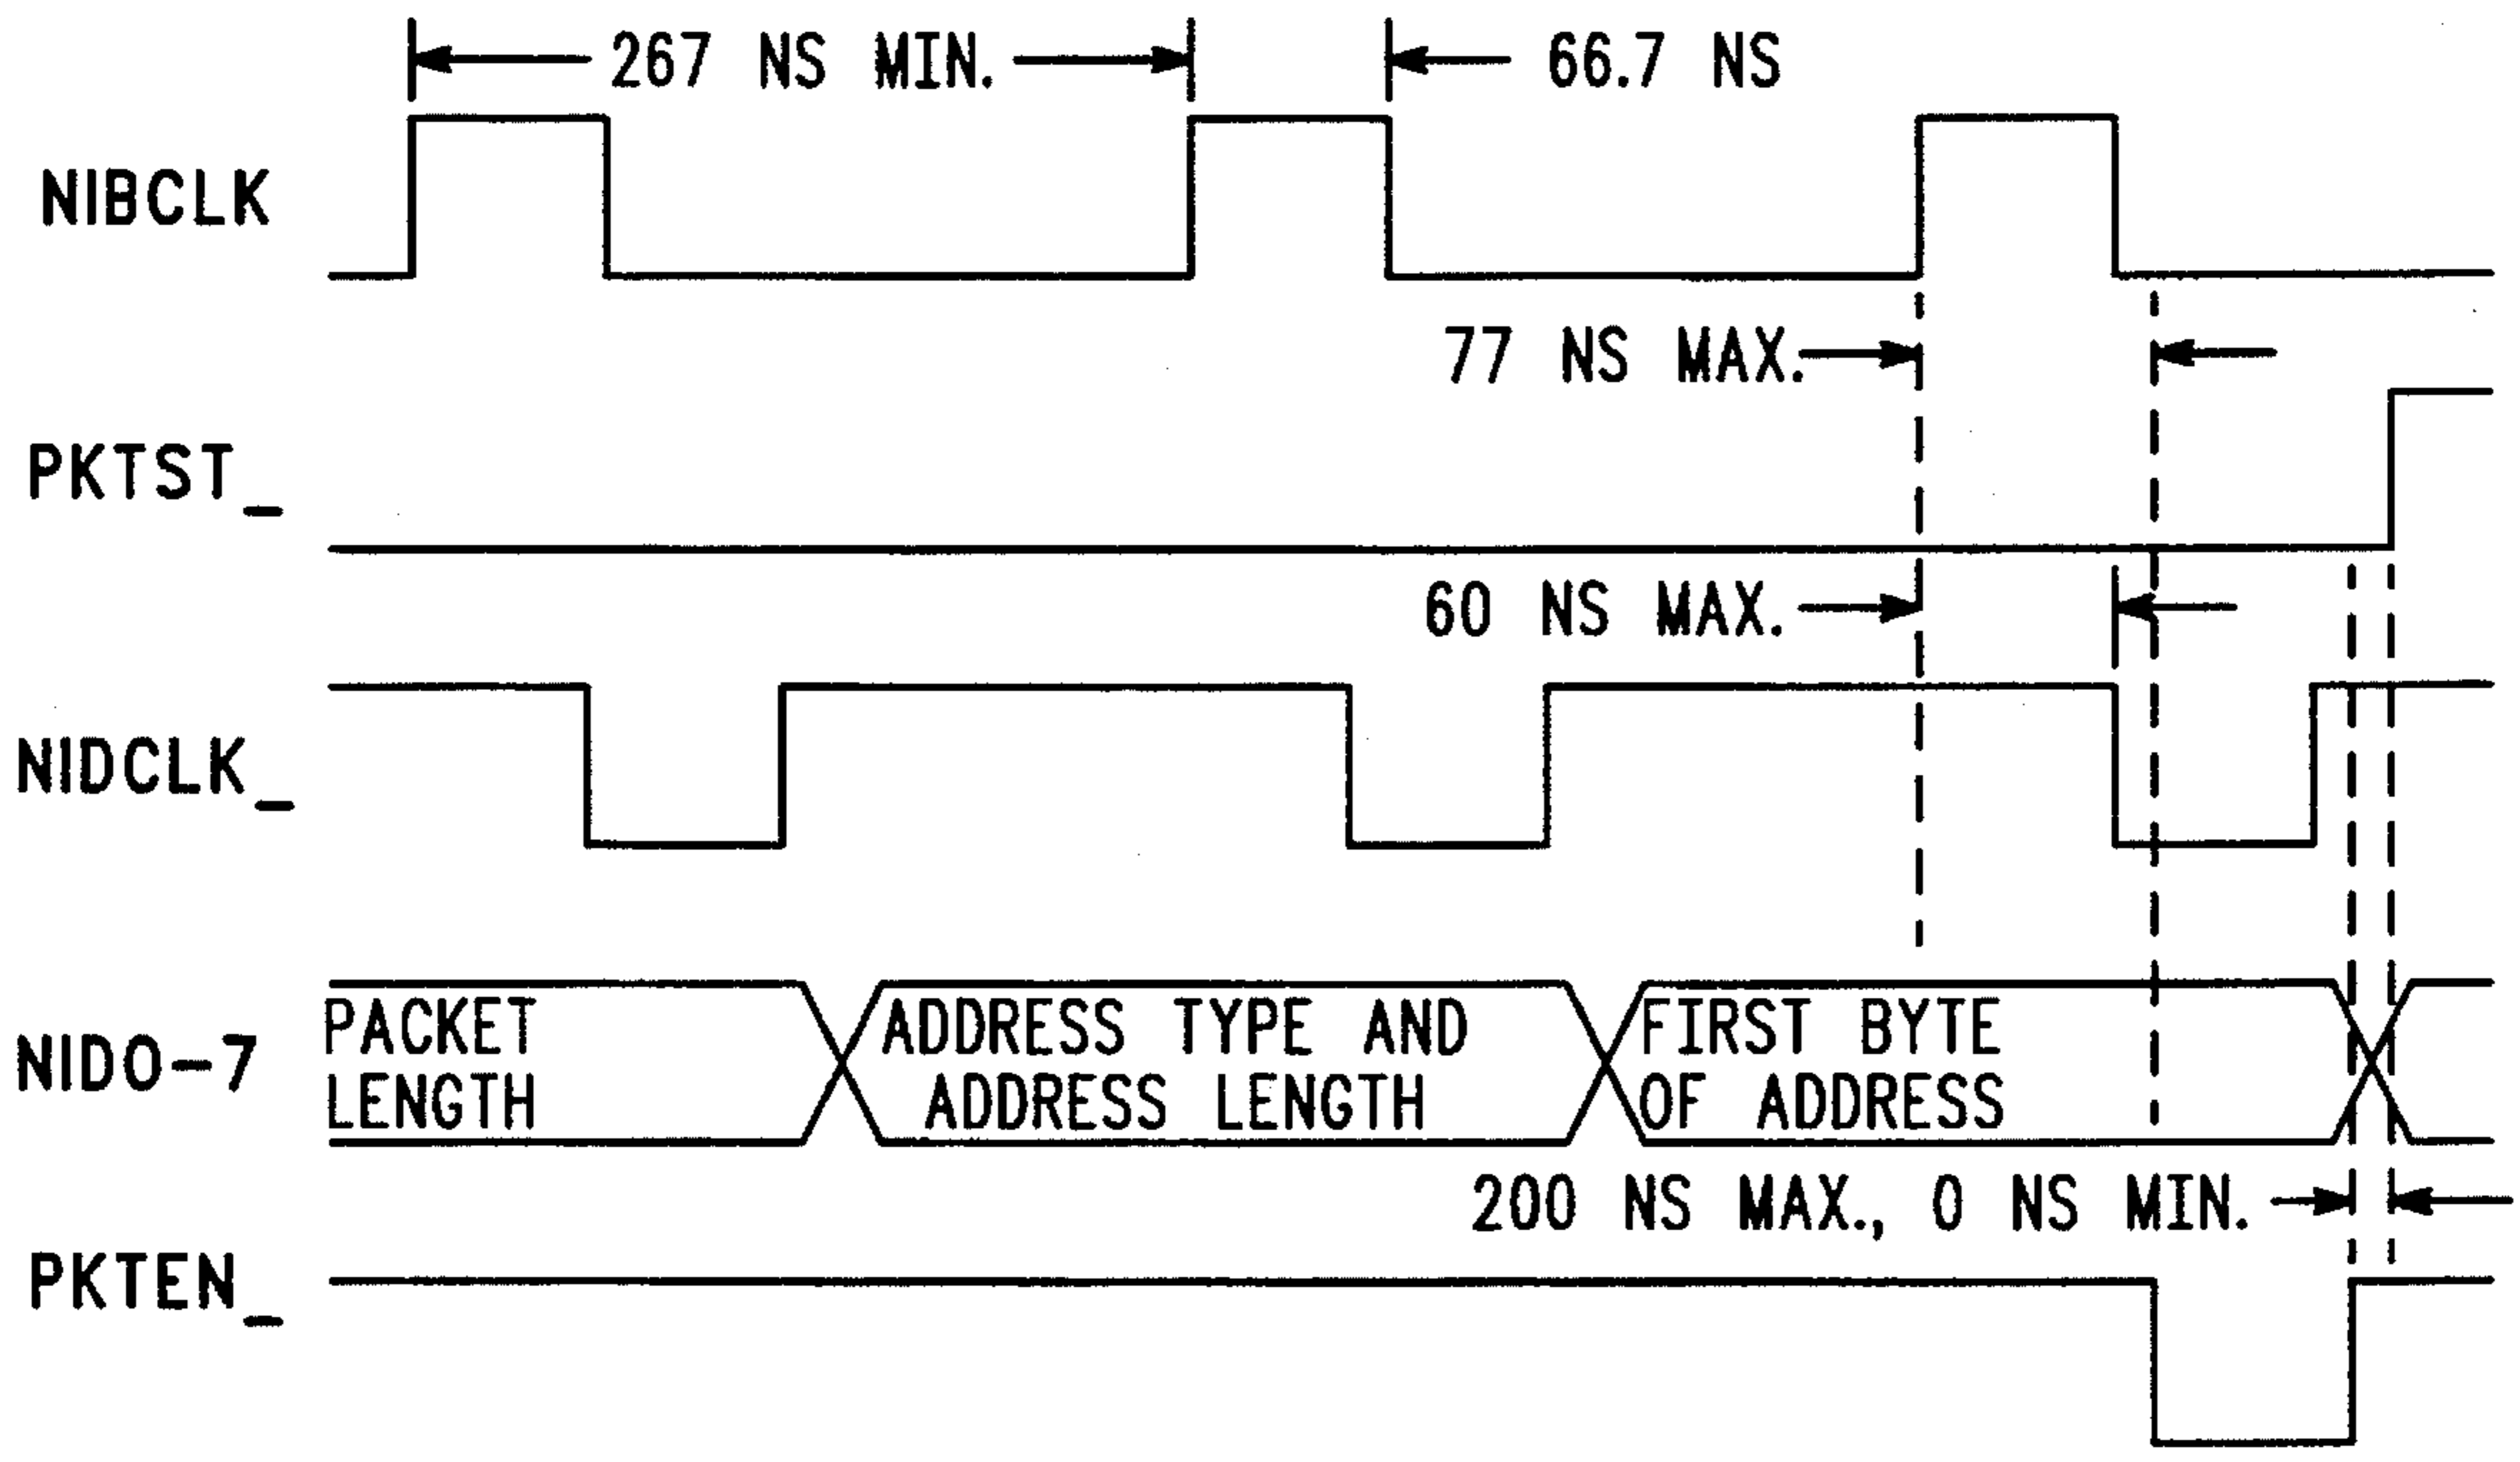 267 NS MIN.
66.7 NS
NIBCLK
77 NS MAX.
PKTST_
60 NS MAX.
NIDCLK_
NIDO-7
PACKET
LENGTH
ADDRESS TYPE AND
ADDRESS LENGTH
FIRST BYTE
OF ADDRESS
200 NS MAX., 0 NS MIN.
PKTEN_